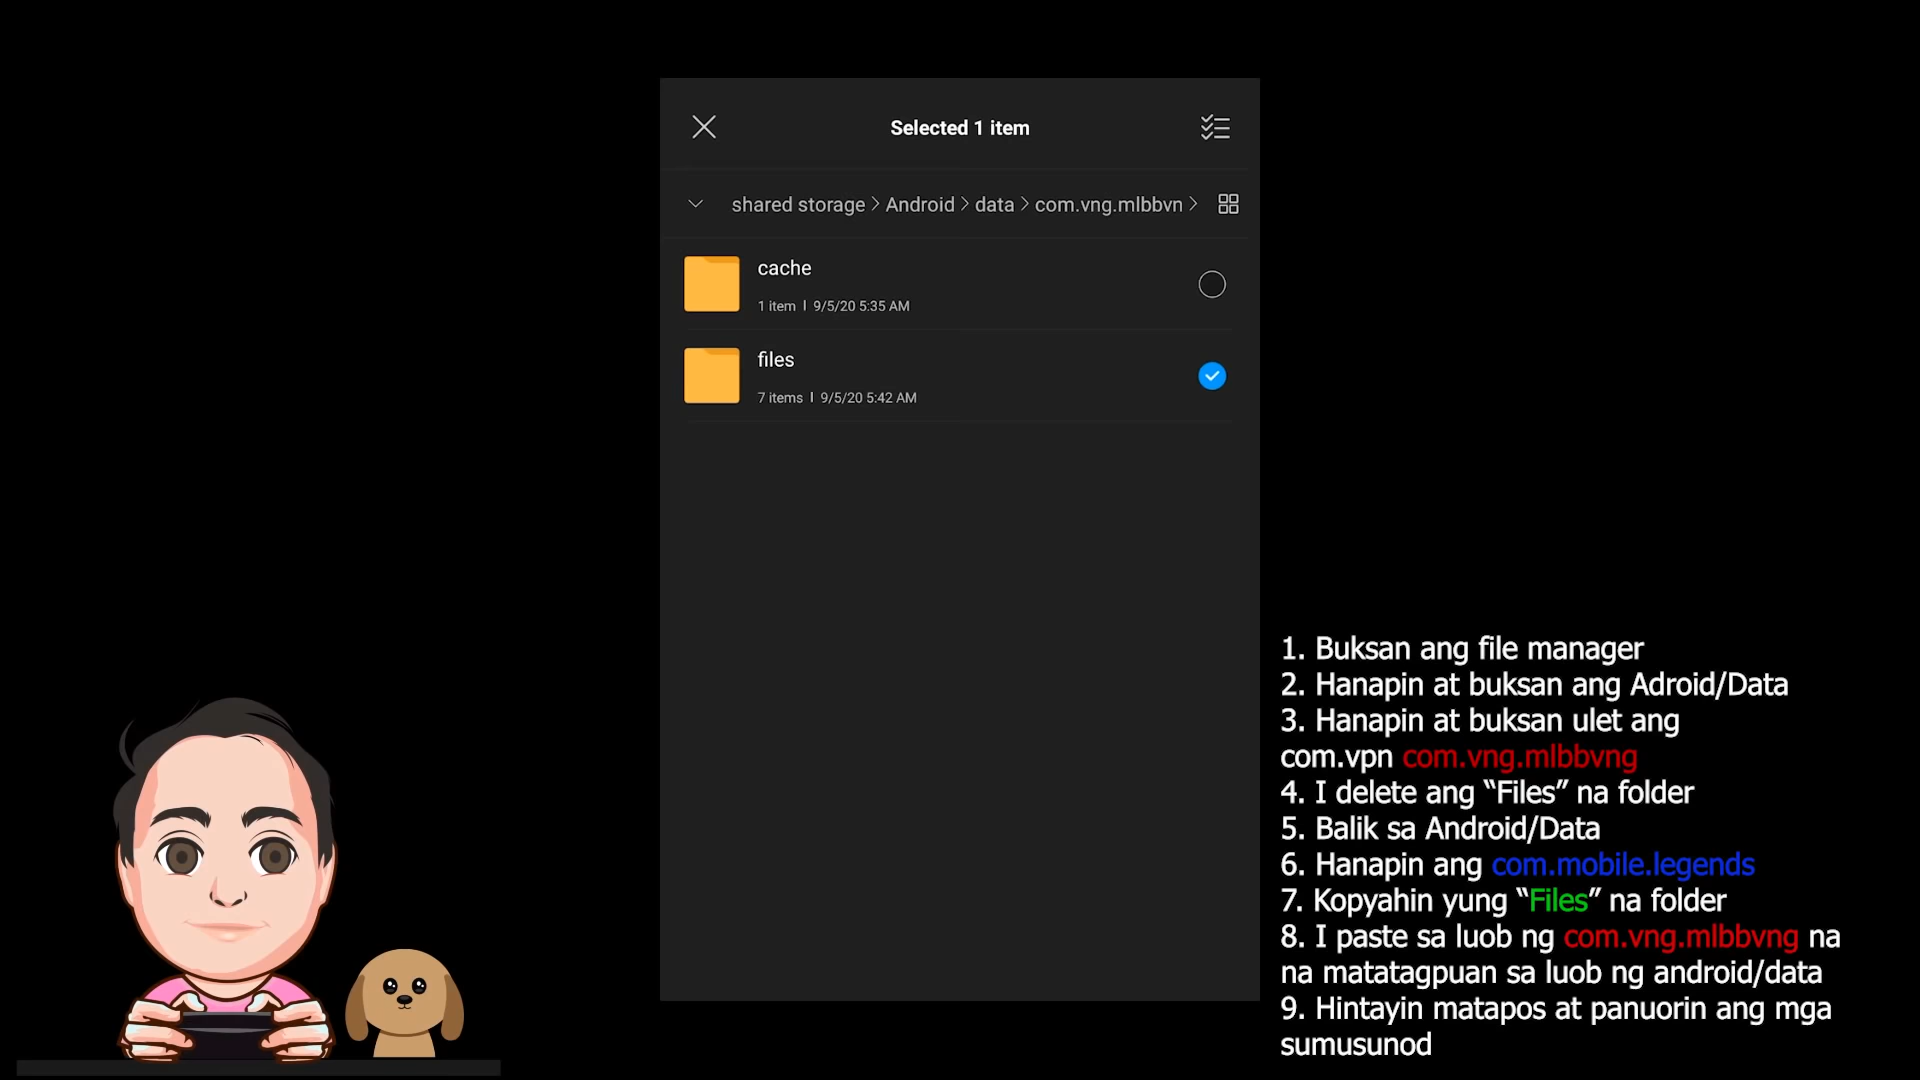 Selected 1 item
shared storage > Android > data > com.vng.mlbbvn >
cache
1 item | 9/5/20 5:35 AM
files
7 items | 9/5/20 5:42 AM
1. Buksan ang file manager
2. Hanapin at buksan ang Adroid/Data
3. Hanapin at buksan ulet ang
com.vpn com.vng.mlbbvng
4. I delete ang “Files” na folder
5. Balik sa Android/Data
6. Hanapin ang com.mobile.legends
7. Kopyahin yung “Files” na folder
8. I paste sa luob ng com.vng.mlbbvng na
na matatagpuan sa luob ng android/data
9. Hintayin matapos at panuorin ang mga
sumusunod